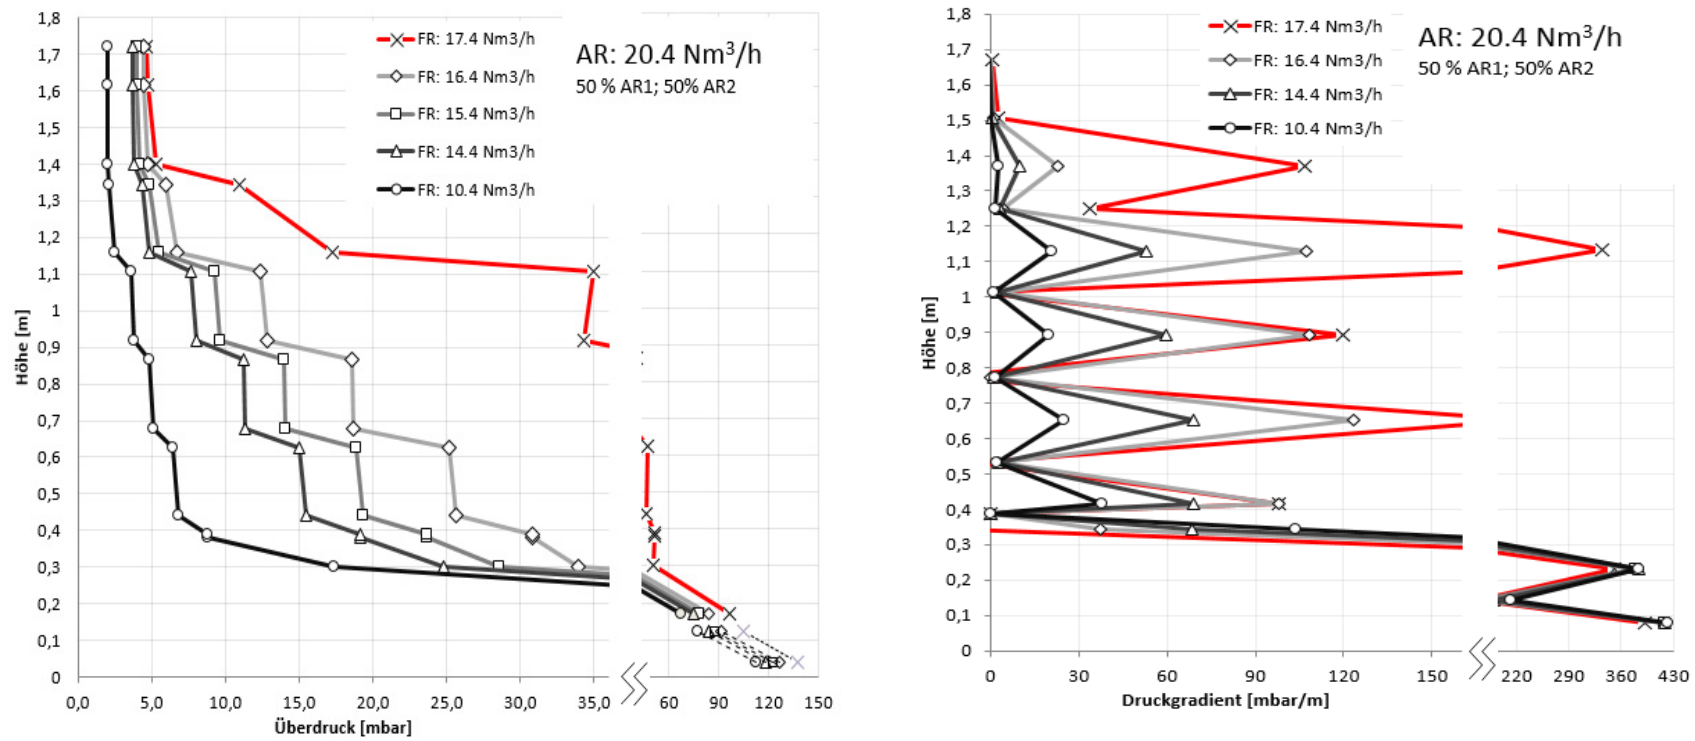 1,8
1,7
1,6
1,5
1,4
1,3
1,2
1,1
1
0,9
0,8
0,7
0,6
0,5
0,4
0,3
0,2
0,1
0
Höhe [m]
0,0 5,0 10,0 15,0 20,0 25,0 30,0 35,0 60 90 120 150
Überdruck [mbar]
FR: 17.4 Nm3/h
FR: 16.4 Nm3/h
FR: 15.4 Nm3/h
FR: 14.4 Nm3/h
FR: 10.4 Nm3/h
AR: 20.4 Nm³/h
50 % AR1; 50% AR2
1,8
1,7
1,6
1,5
1,4
1,3
1,2
1,1
1
0,9
0,8
0,7
0,6
0,5
0,4
0,3
0,2
0,1
0
Höhe [m]
0 30 60 90 120 150 220 290 360 430
Druckgradient [mbar/m]
FR: 17.4 Nm3/h
FR: 16.4 Nm3/h
FR: 14.4 Nm3/h
FR: 10.4 Nm3/h
AR: 20.4 Nm³/h
50 % AR1; 50% AR2